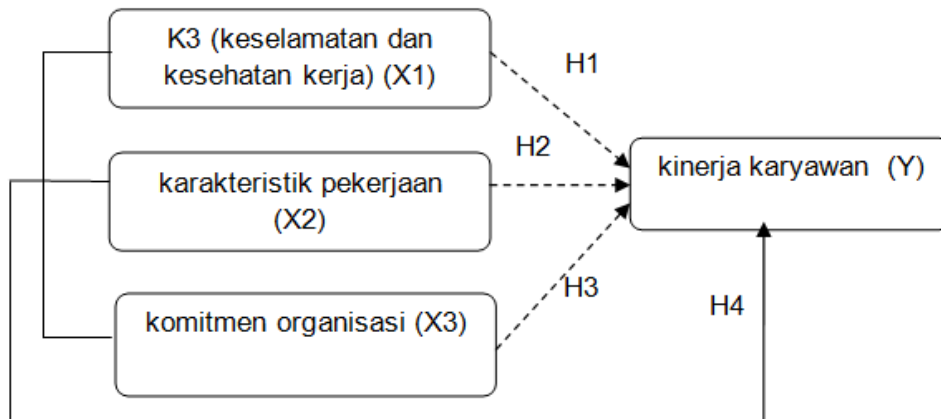 K3 (keselamatan dan
kesehatan kerja) (X1)
H1
H2
karakteristik pekerjaan
(X2)
kinerja karyawan (Y)
H3
komitmen organisasi (X3)
H4